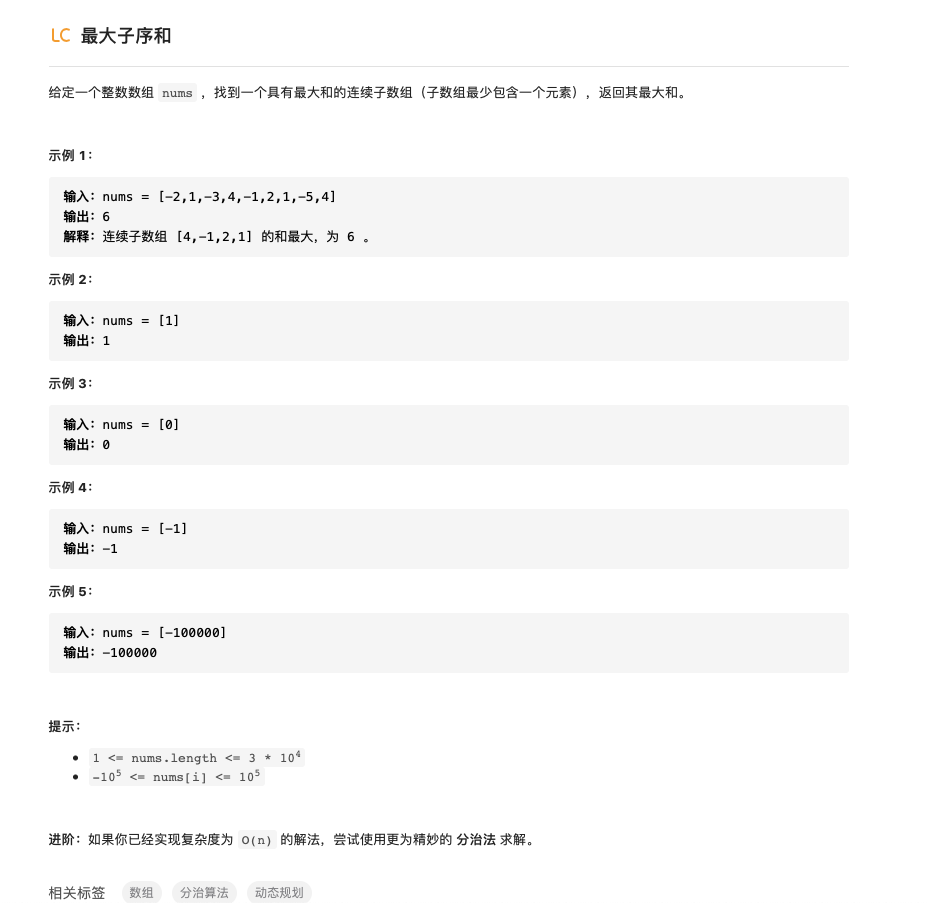 LC 最大子序和
给定一个整数数组 nums ，找到一个具有最大和的连续子数组（子数组最少包含一个元素），返回其最大和。
示例 1：
输入：nums = [-2,1,-3,4,-1,2,1,-5,4]
输出：6
解释：连续子数组 [4,-1,2,1] 的和最大，为 6 。
示例 2：
输入：nums = [1]
输出：1
示例 3：
输入：nums = [0]
输出：0
示例 4：
输入：nums = [-1]
输出：-1
示例 5：
输入：nums = [-100000]
输出：-100000
提示：
• 1 <= nums.length <= 3 * 10⁴
• -10⁵ <= nums[i] <= 10⁵
进阶：如果你已经实现复杂度为 O(n) 的解法，尝试使用更为精妙的 分治法 求解。
相关标签 数组 分治算法 动态规划